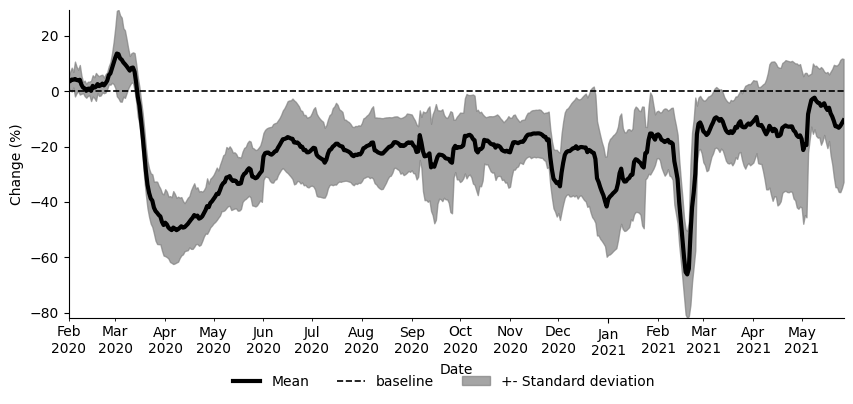 Change (%)
20
0
−20
−40
−60
−80
Feb Mar Apr May Jun Jul Aug Sep Oct Nov Dec Jan Feb Mar Apr May
2020 2020 2020 2020 2020 2020 2020 2020 2020 2020 2020 2021 2021 2021 2021 2021
Date
Mean baseline +- Standard deviation